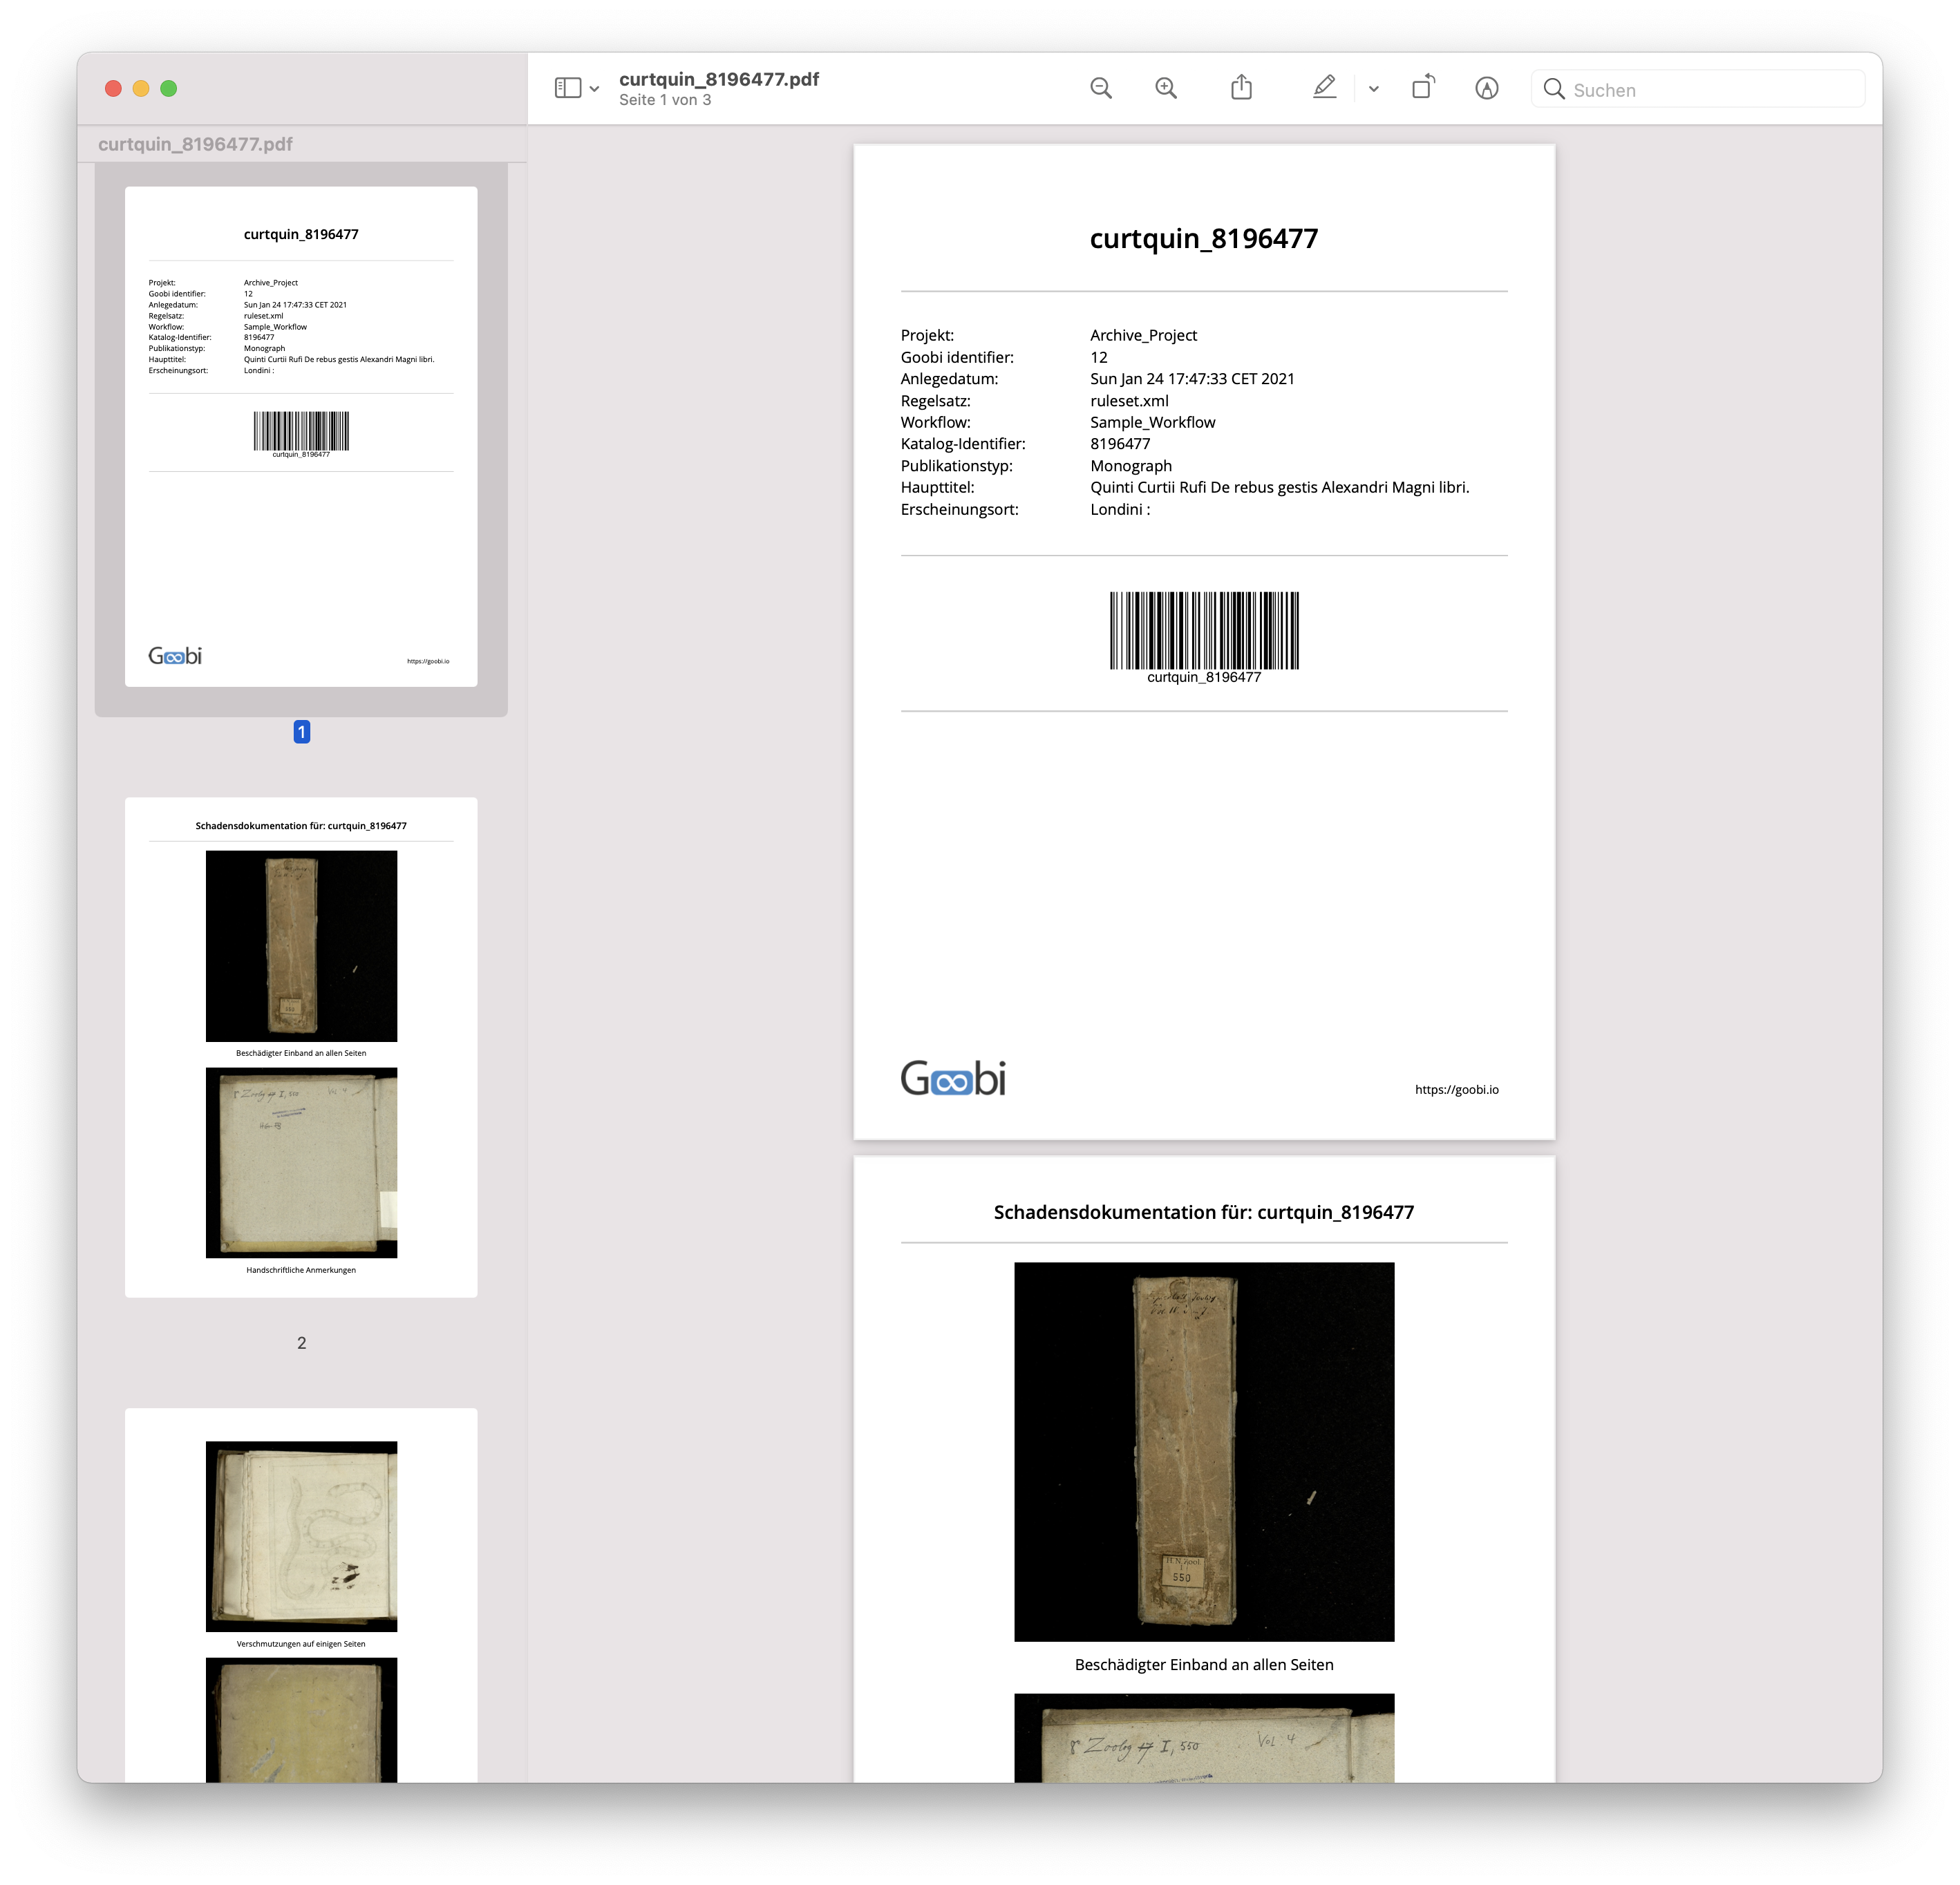 curtquin_8196477.pdf
Seite 1 von 3
Suchen
curtquin_8196477.pdf
curtquin_8196477
Projekt: Archive_Project
Goobi identifier: 12
Anlegedatum: Sun Jan 24 17:47:33 CET 2021
Regelsatz: ruleset.xml
Workflow: Sample_Workflow
Katalog-Identifier: 8196477
Publikationstyp: Monograph
Haupttitel: Quinti Curtii Rufi De rebus gestis Alexandri Magni libri.
Erscheinungsort: Londini :
curtquin_8196477
Goobi
https://goobi.io
1
Schadensdokumentation für: curtquin_8196477
Beschädigter Einband an allen Seiten
Handschriftliche Anmerkungen
2
Verschmutzungen auf einigen Seiten
curtquin_8196477
Projekt: Archive_Project
Goobi identifier: 12
Anlegedatum: Sun Jan 24 17:47:33 CET 2021
Regelsatz: ruleset.xml
Workflow: Sample_Workflow
Katalog-Identifier: 8196477
Publikationstyp: Monograph
Haupttitel: Quinti Curtii Rufi De rebus gestis Alexandri Magni libri.
Erscheinungsort: Londini :
curtquin_8196477
Goobi
https://goobi.io
Schadensdokumentation für: curtquin_8196477
H.N. Zool.
550
Beschädigter Einband an allen Seiten
Zoolog I, 550 Vol. 4